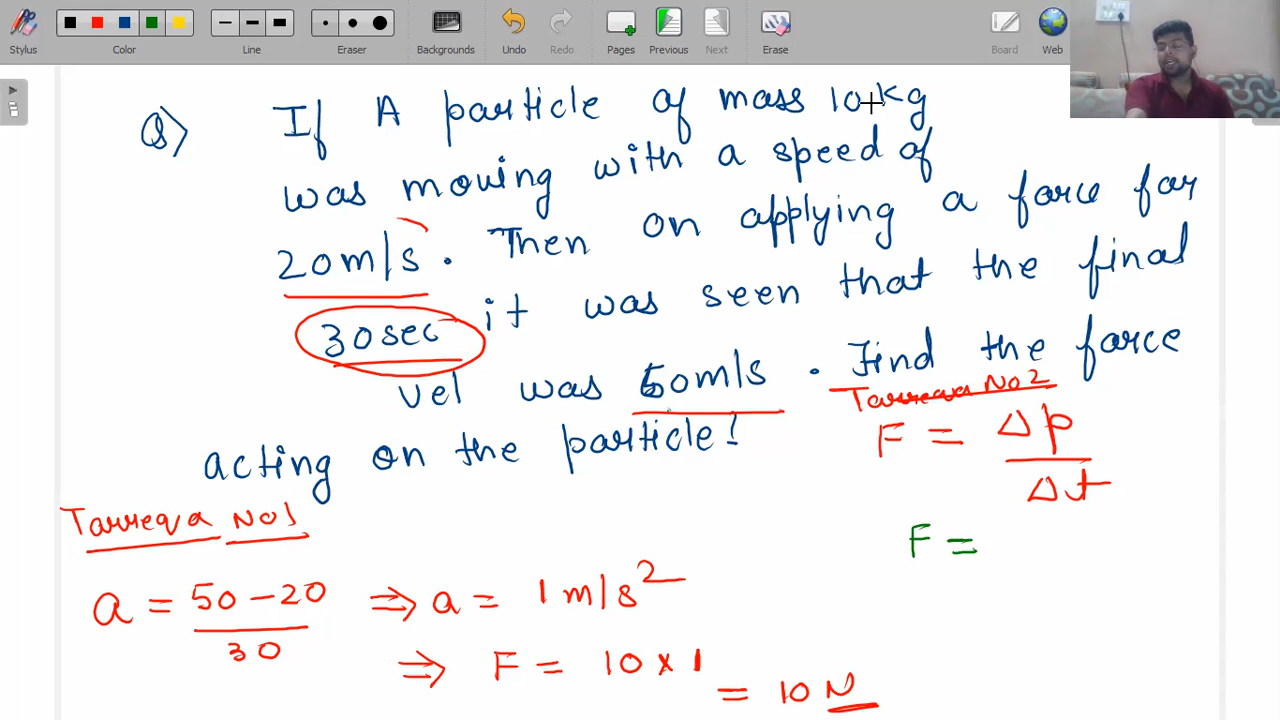 Stylus
Color
Line
Eraser
Backgrounds
Undo
Redo
Pages
Previous
Next
Erase
Board
Web
Q> If A particle of mass 10kg
was moving with a speed of
20m/s. Then on applying a force for
30sec it was seen that the final
vel was 50m/s. Find the force
acting on the particle!
Tarreqa No1
a = 50-20 / 30 ⇒ a = 1 m/s²
⇒ F = 10 × 1
= 10 N
Tarreqa No2
F = Δp / Δt
F =